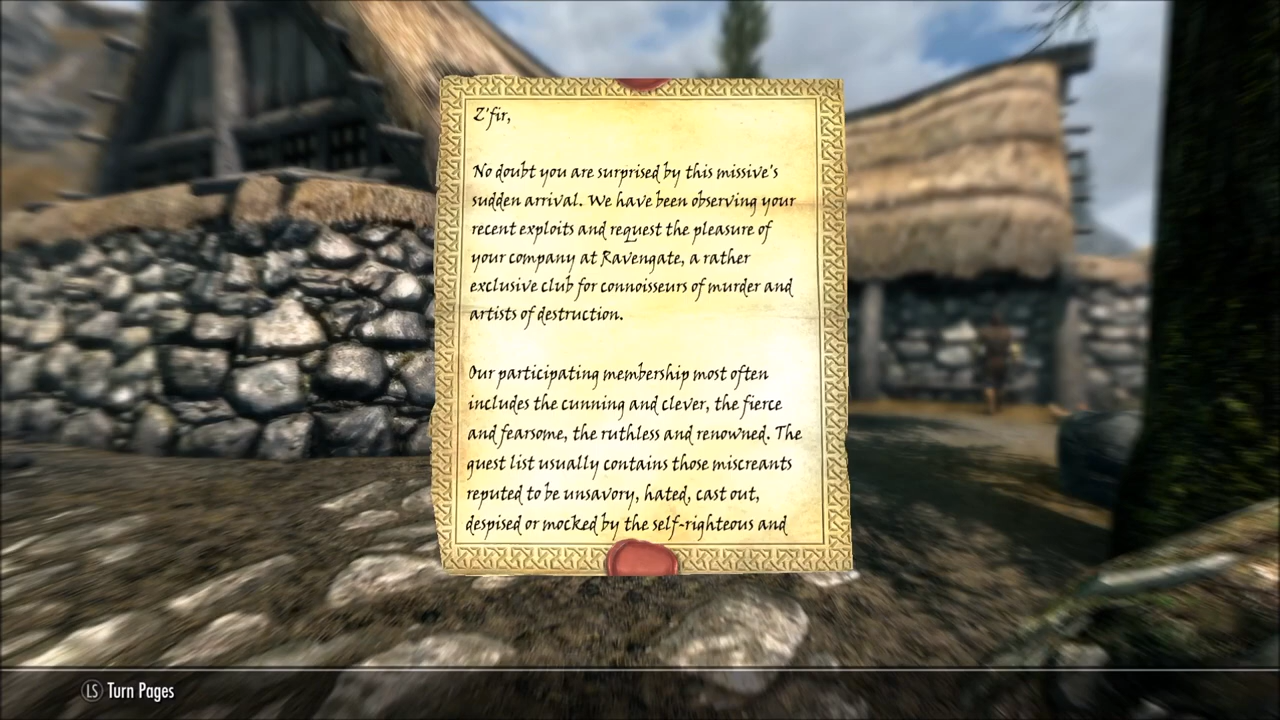 Z'fir,
No doubt you are surprised by this missive's
sudden arrival. We have been observing your
recent exploits and request the pleasure of
your company at Ravengate, a rather
exclusive club for connoisseurs of murder and
artists of destruction.
Our participating membership most often
includes the cunning and clever, the fierce
and fearsome, the ruthless and renowned. The
guest list usually contains those miscreants
reputed to be unsavory, hated, cast out,
despised or mocked by the self-righteous and
LS Turn Pages